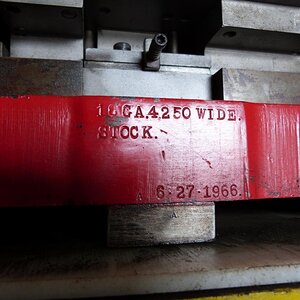 16 GA. 4250 WIDE.
STOCK.
6-27-1966.
A